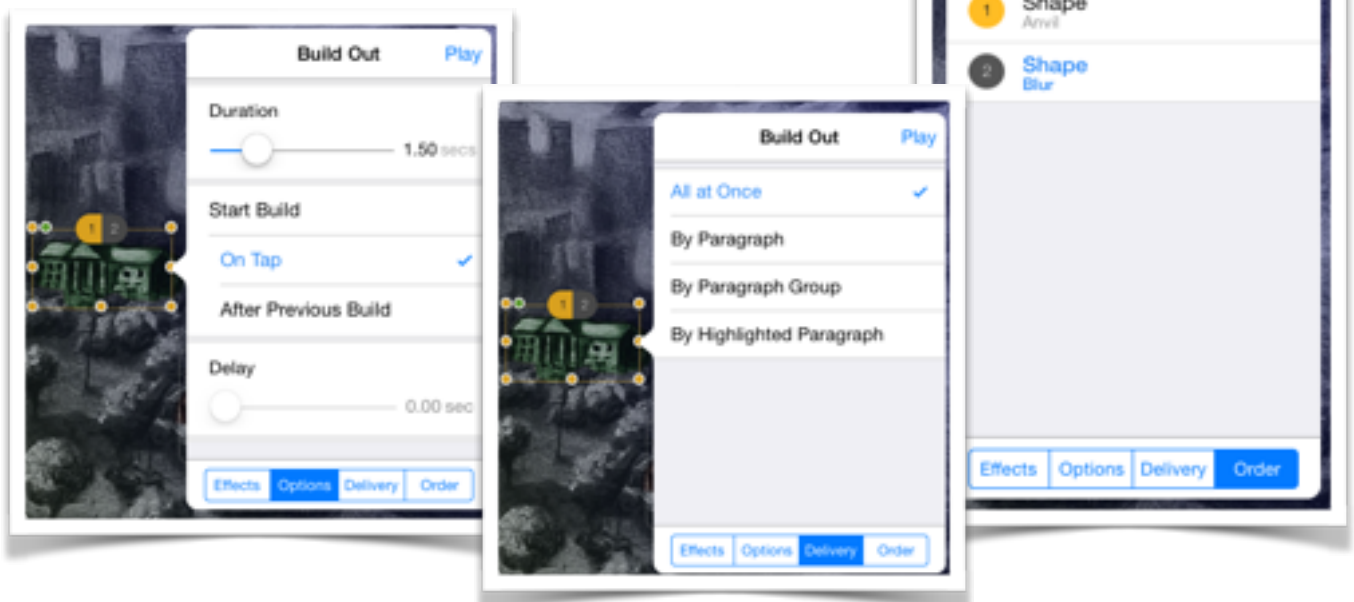 Build Out Play
Duration
1.50 secs
1 2
Start Build
On Tap
After Previous Build
Delay
0.00 sec
Effects Options Delivery Order
Build Out Play
All at Once
By Paragraph
By Paragraph Group
By Highlighted Paragraph
1 2
Effects Options Delivery Order
1 Shape
Anvil
2 Shape
Blur
Effects Options Delivery Order